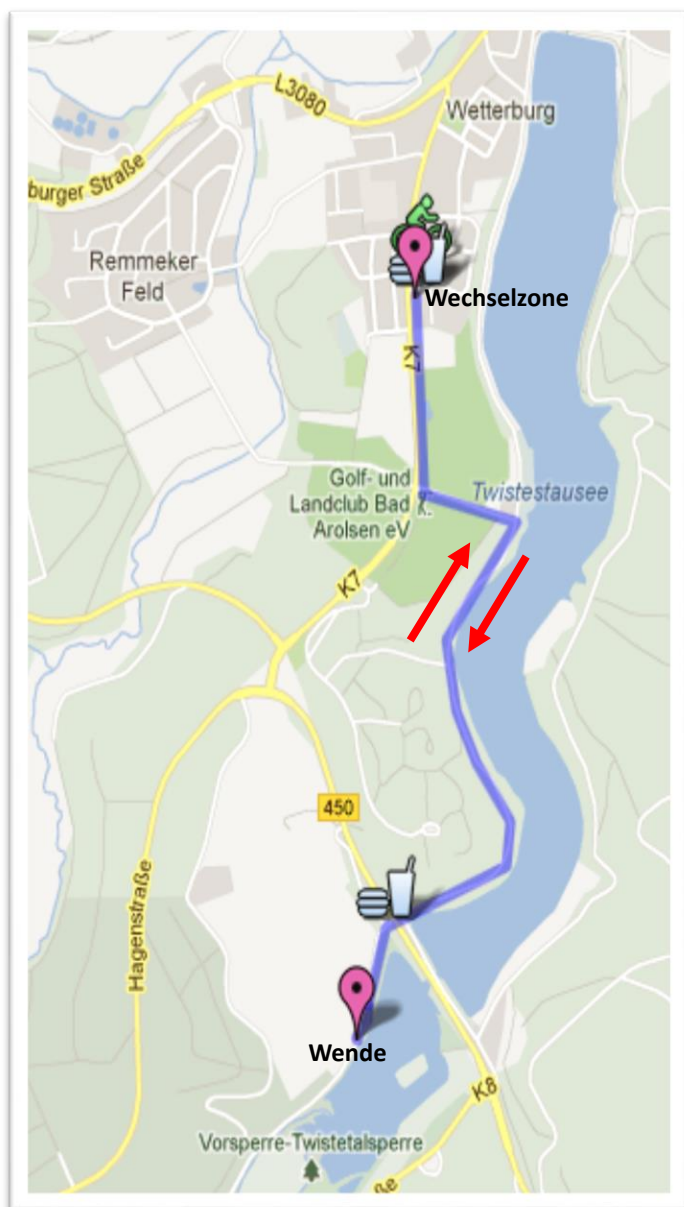 L3080
Wetterburg
burger Straße
Remmeker
Feld
Wechselzone
K7
Golf- und
Landclub Bad
Arolsen eV
Twistestausee
K7
450
Hagenstraße
Wende
K8
Vorsperre-Twistetalsperre